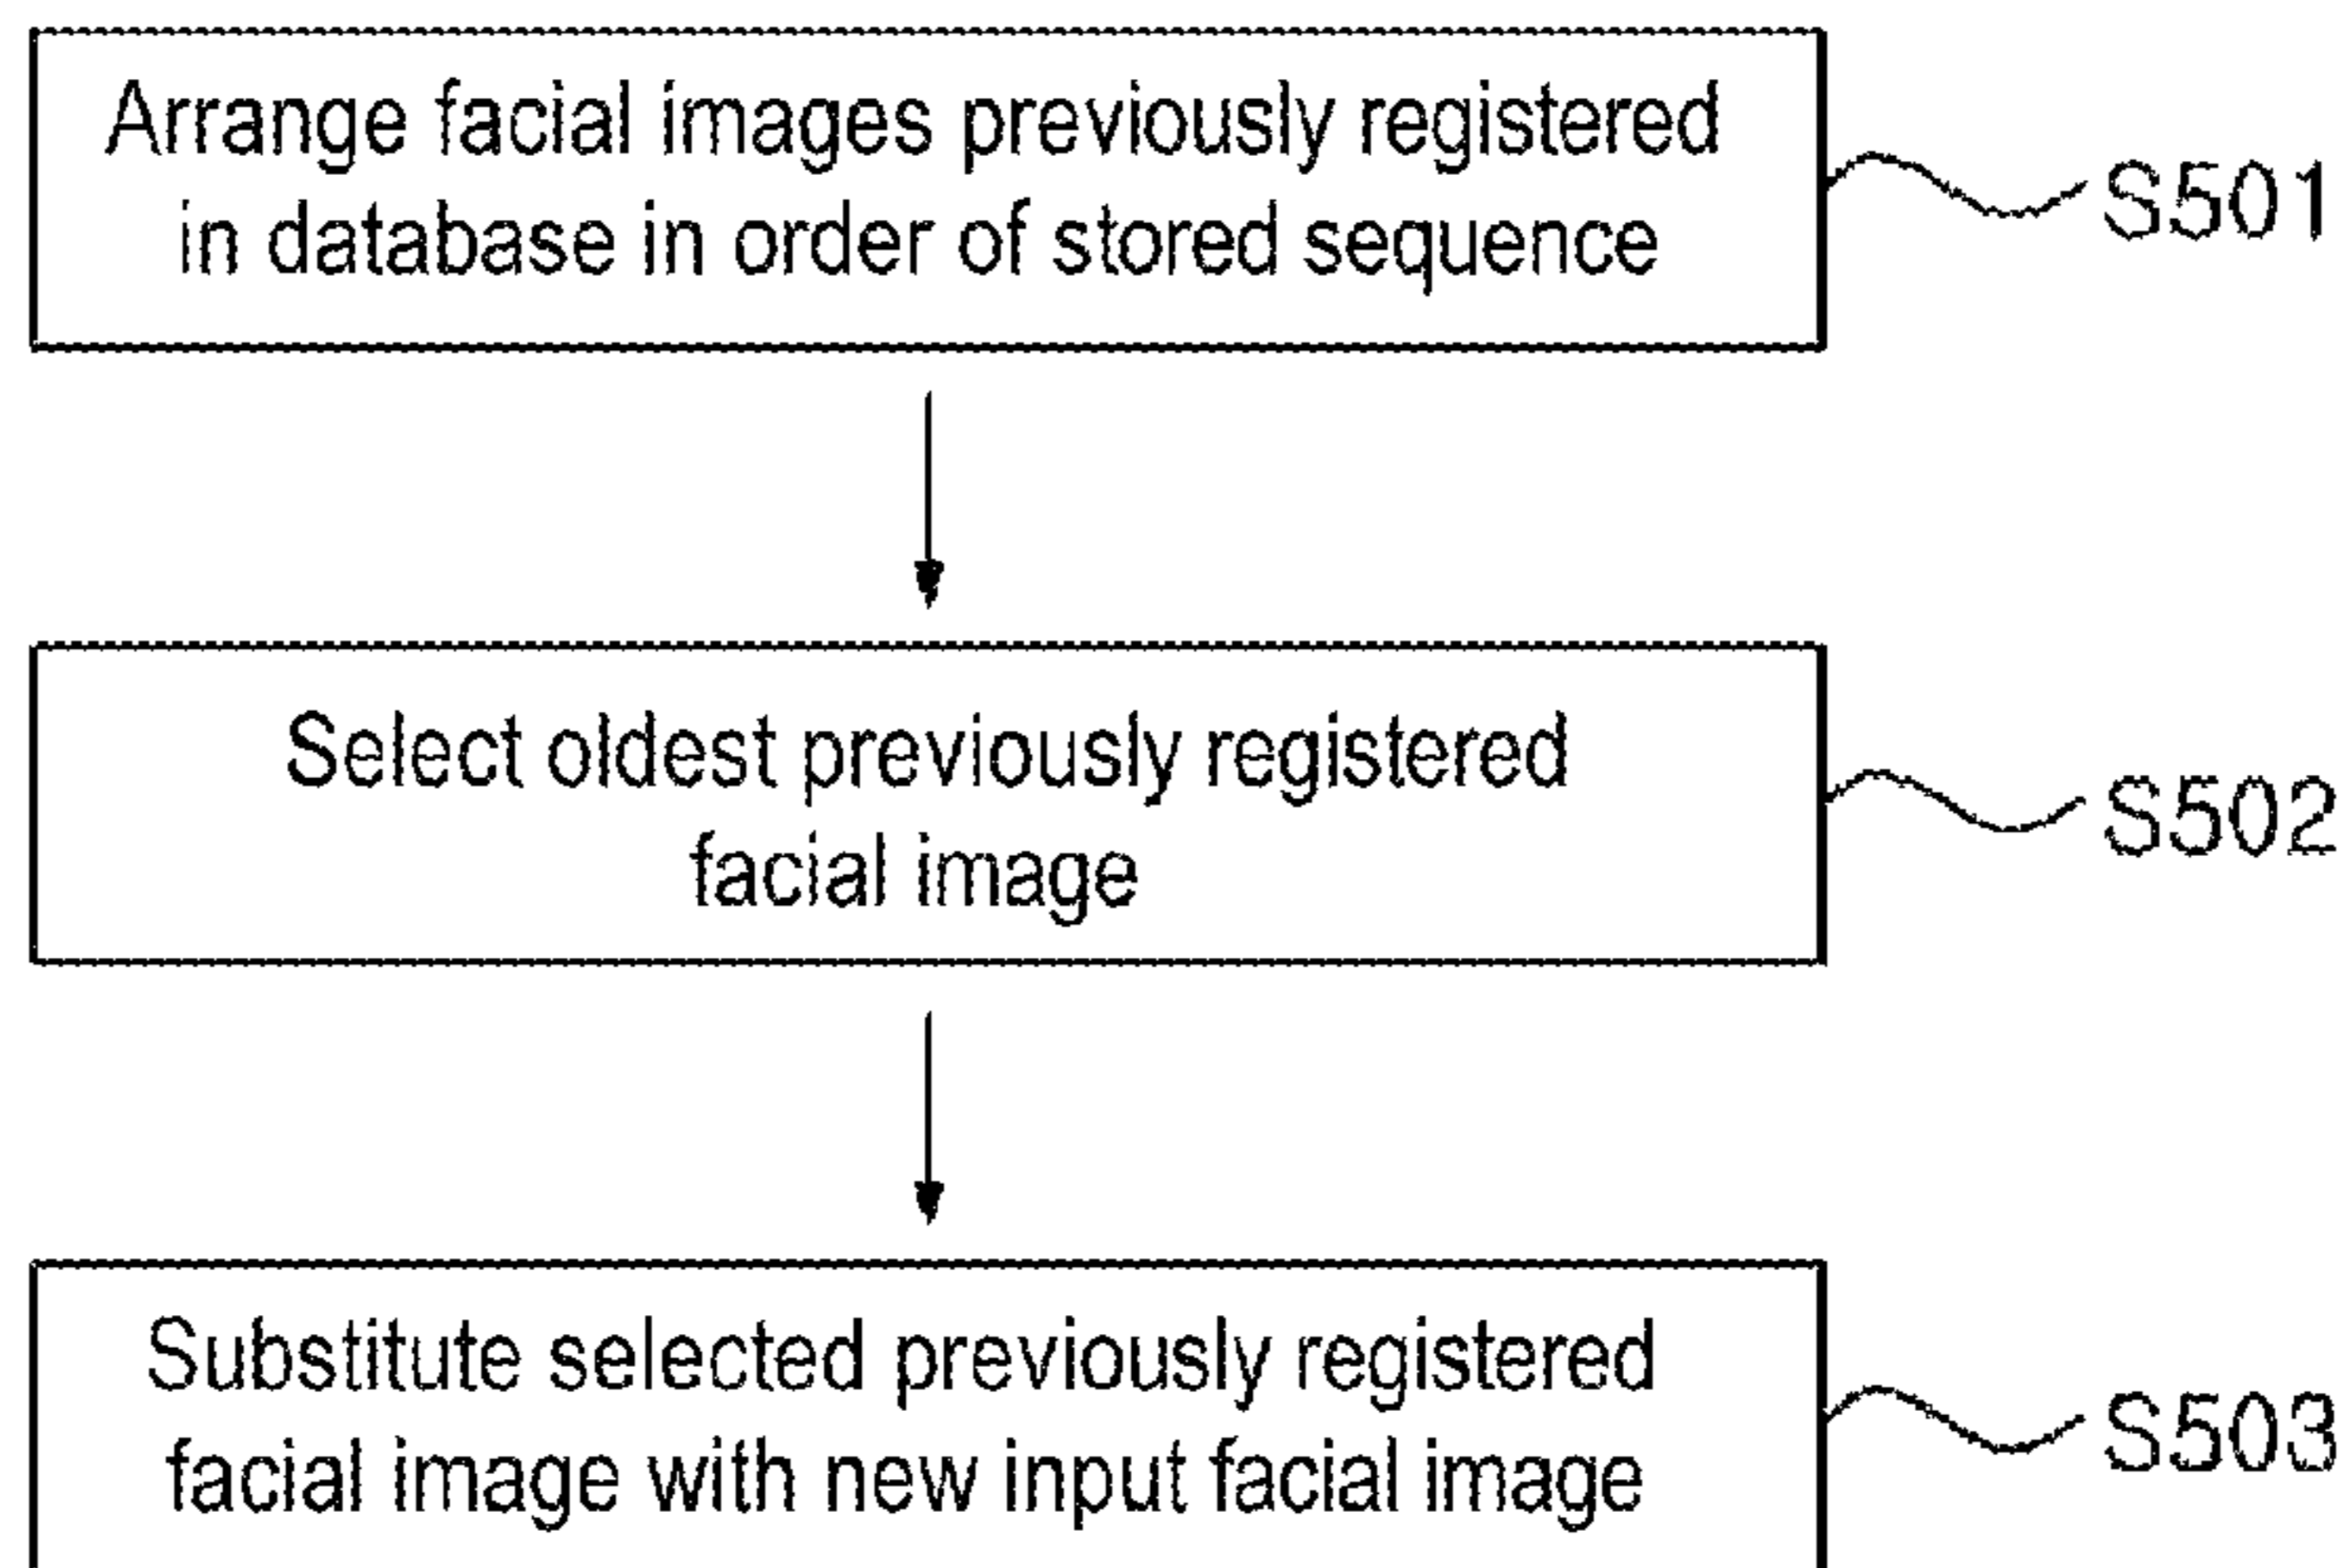 Arrange facial images previously registered
in database in order of stored sequence
S501
Select oldest previously registered
facial image
S502
Substitute selected previously registered
facial image with new input facial image
S503